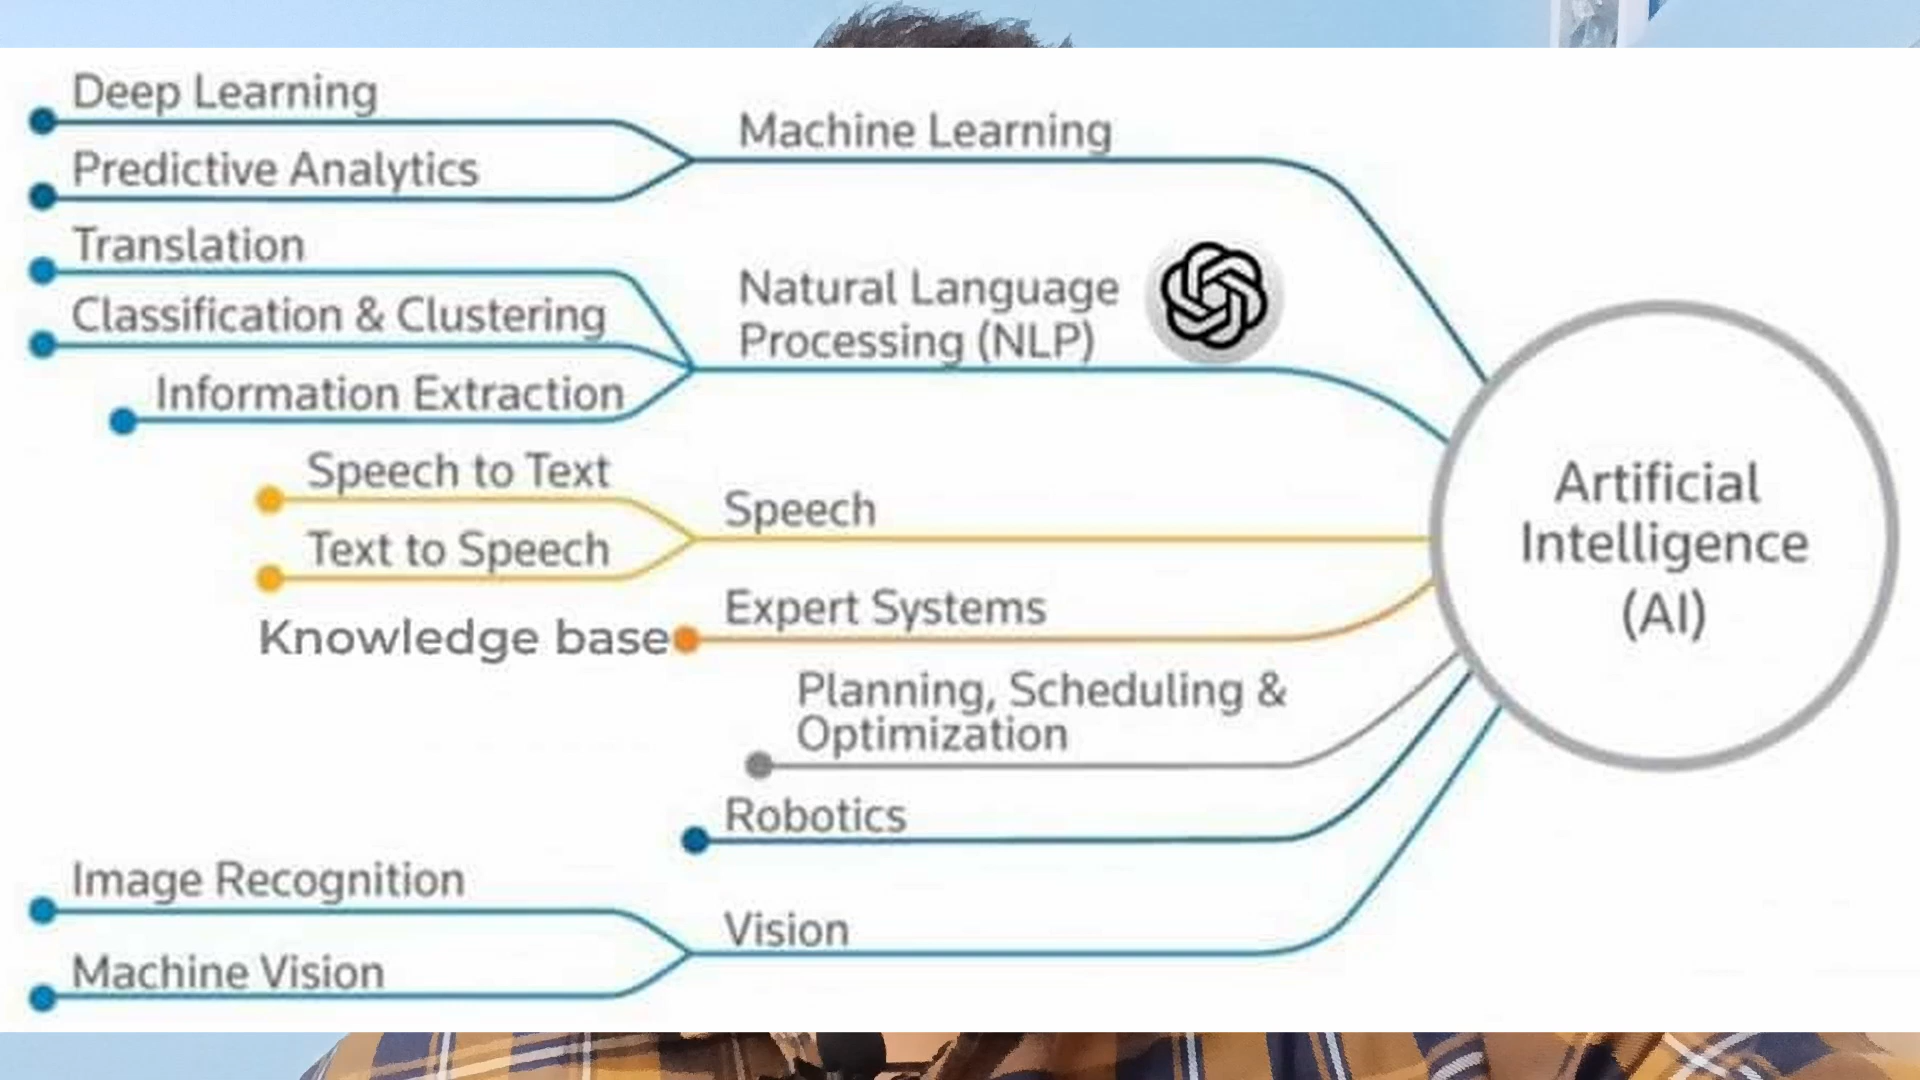 Deep Learning
Predictive Analytics
Machine Learning
Translation
Classification & Clustering
Information Extraction
Natural Language
Processing (NLP)
Speech to Text
Text to Speech
Speech
Knowledge base
Expert Systems
Planning, Scheduling &
Optimization
Robotics
Image Recognition
Machine Vision
Vision
Artificial
Intelligence
(AI)